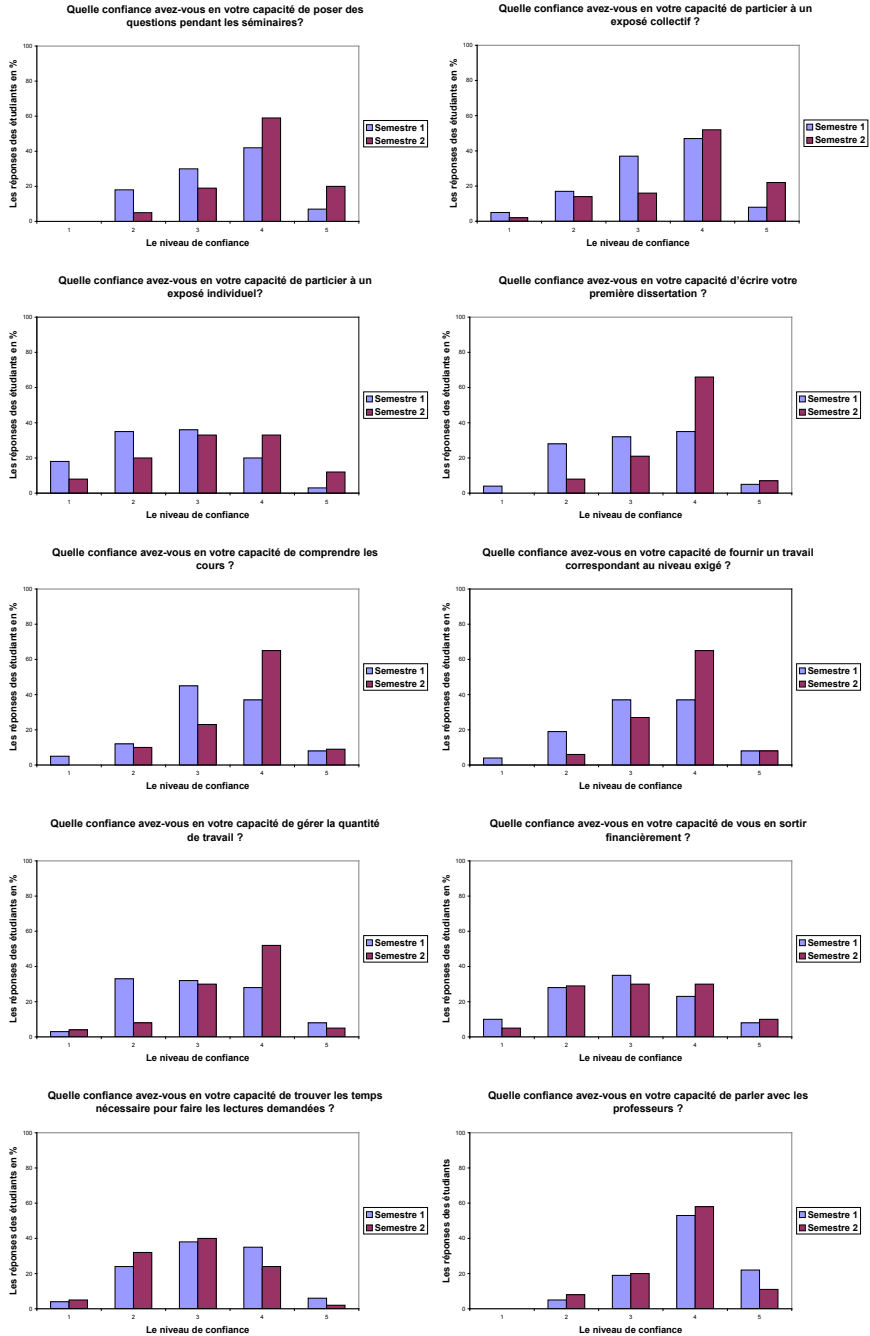 Quelle confiance avez-vous en votre capacité de poser des
questions pendant les séminaires?
Les réponses des étudiants en %
100
80
60
40
20
0
1 2 3 4 5
Le niveau de confiance
Semestre 1
Semestre 2
Quelle confiance avez-vous en votre capacité de particier à un
exposé collectif ?
Les réponses des étudiants en %
100
80
60
40
20
0
1 2 3 4 5
Le niveau de confiance
Semestre 1
Semestre 2
Quelle confiance avez-vous en votre capacité de particier à un
exposé individuel?
Les réponses des étudiants en %
100
80
60
40
20
0
1 2 3 4 5
Le niveau de confiance
Semestre 1
Semestre 2
Quelle confiance avez-vous en votre capacité d'écrire votre
première dissertation ?
Les réponses des étudiants en %
100
80
60
40
20
0
1 2 3 4 5
Le niveau de confiance
Semestre 1
Semestre 2
Quelle confiance avez-vous en votre capacité de comprendre les
cours ?
Les réponses des étudiants en %
100
80
60
40
20
0
1 2 3 4 5
Le niveau de confiance
Semestre 1
Semestre 2
Quelle confiance avez-vous en votre capacité de fournir un travail
correspondant au niveau exigé ?
Les réponses des étudiants en %
100
80
60
40
20
0
1 2 3 4 5
Le niveau de confiance
Semestre 1
Semestre 2
Quelle confiance avez-vous en votre capacité de gérer la quantité
de travail ?
Les réponses des étudiants en %
100
80
60
40
20
0
1 2 3 4 5
Le niveau de confiance
Semestre 1
Semestre 2
Quelle confiance avez-vous en votre capacité de vous en sortir
financièrement ?
Les réponses des étudiants en %
100
80
60
40
20
0
1 2 3 4 5
Le niveau de confiance
Semestre 1
Semestre 2
Quelle confiance avez-vous en votre capacité de trouver les temps
nécessaire pour faire les lectures demandées ?
Les réponses des étudiants en %
100
80
60
40
20
0
1 2 3 4 5
Le niveau de confiance
Semestre 1
Semestre 2
Quelle confiance avez-vous en votre capacité de parler avec les
professeurs ?
Les réponses des étudiants
100
80
60
40
20
0
1 2 3 4 5
Le niveau de confiance
Semestre 1
Semestre 2